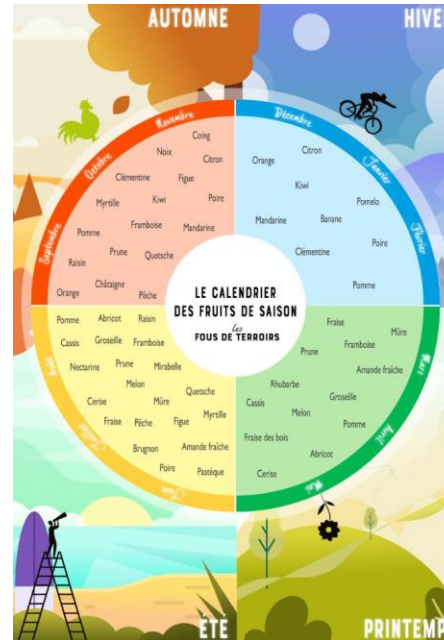 AUTOMNE
HIVE
Septembre
Octobre
Novembre
Coing
Noix
Citron
Clémentine
Figue
Myrtille
Kiwi
Poire
Pomme
Framboise
Mandarine
Prune
Quetsche
Raisin
Châtaigne
Orange
Pêche
Décembre
Janvier
Février
Citron
Orange
Kiwi
Pomelo
Mandarine
Banane
Clémentine
Poire
Pomme
LE CALENDRIER
DES FRUITS DE SAISON
Les
FOUS DE TERROIRS
Août
Juillet
Juin
Pomme
Abricot
Raisin
Cassis
Groseille
Framboise
Nectarine
Prune
Mirabelle
Melon
Quetsche
Cerise
Mûre
Myrtille
Fraise
Pêche
Figue
Brugnon
Amande fraîche
Poire
Pastèque
Mars
Avril
Mai
Fraise
Mûre
Framboise
Prune
Amande fraîche
Rhubarbe
Groseille
Cassis
Melon
Pomme
Fraise des bois
Abricot
Cerise
ÉTÉ
PRINTEMP